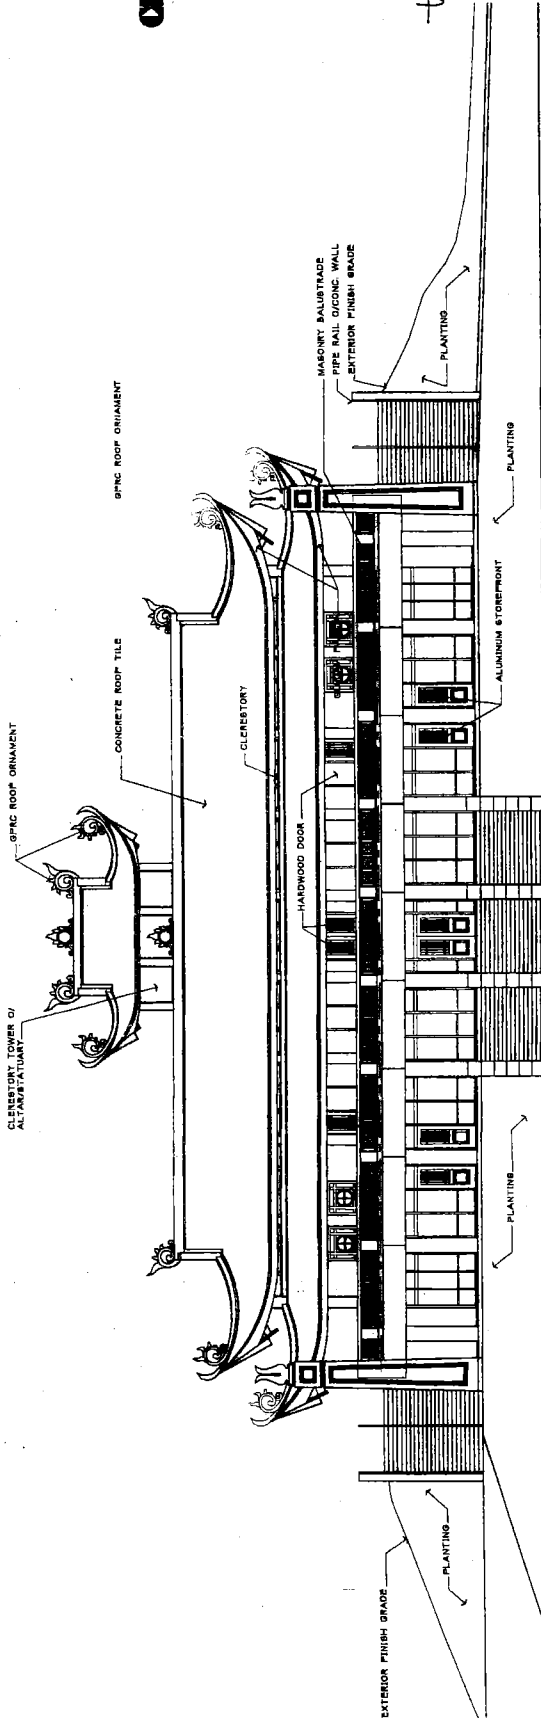 CLERESTORY TOWER O/
ALTAR/STATUARY
GPRC ROOF ORNAMENT
CONCRETE ROOF TILE
GPRC ROOF ORNAMENT
CLERESTORY
HARDWOOD DOOR
MASONRY BALUSTRADE
PIPE RAIL O/CONC. WALL
EXTERIOR FINISH GRADE
EXTERIOR FINISH GRADE
PLANTING
PLANTING
ALUMINUM STOREFRONT
PLANTING
PLANTING